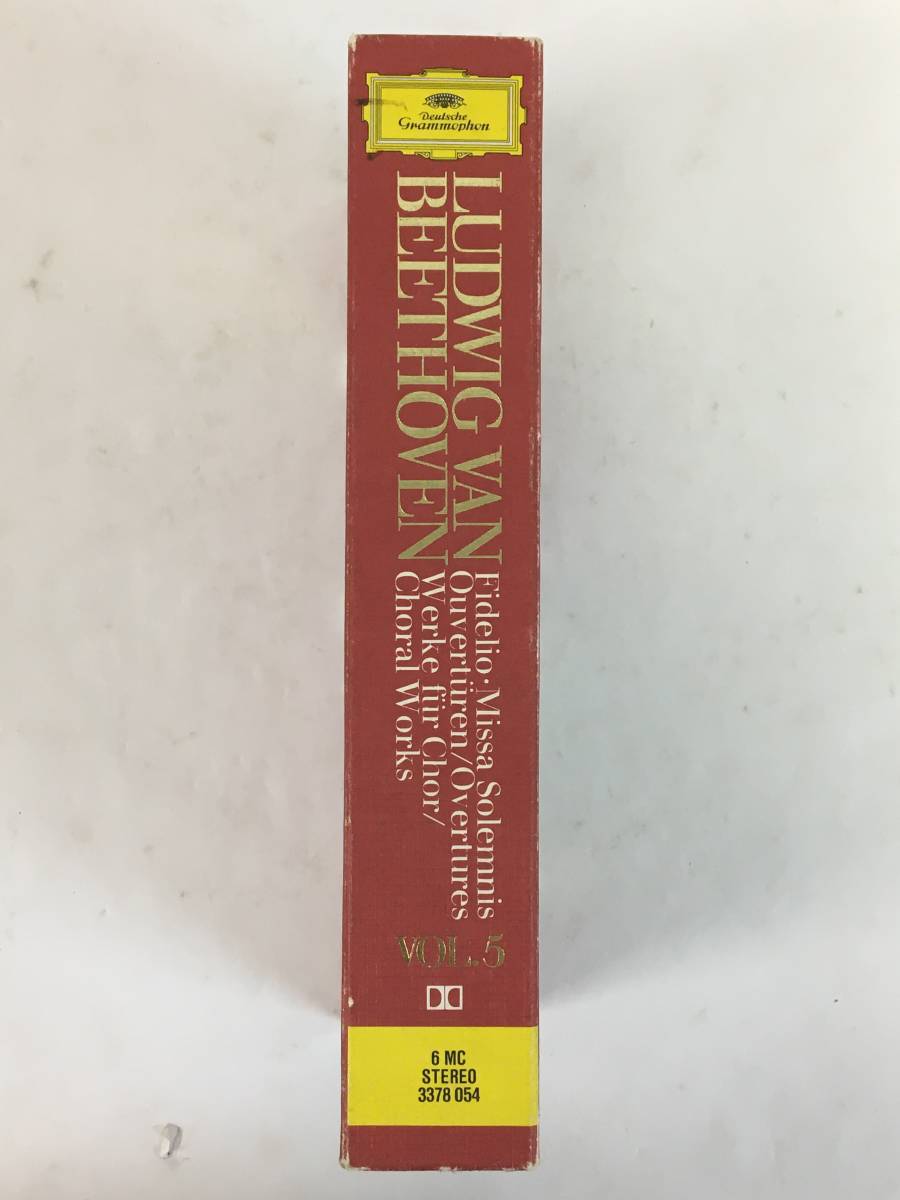 Deutsche
Grammophon
LUDWIG VAN
BEETHOVEN
Fidelio·Missa Solemnis
Ouvertüren/Overtures
Werke für Chor/
Choral Works
VOL. 5
6 MC
STEREO
3378 054